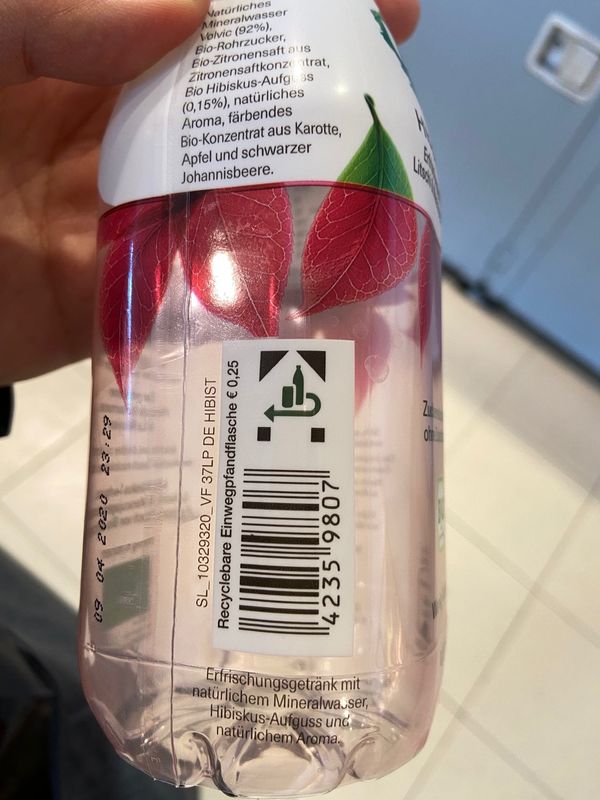 Natürliches
Mineralwasser
Volvic (92%),
Bio-Rohrzucker,
Bio-Zitronensaft aus
Zitronensaftkonzentrat,
Bio Hibiskus-Aufguss
(0,15%), natürliches
Aroma, färbendes
Bio-Konzentrat aus Karotte,
Apfel und schwarzer
Johannisbeere.
09 04 2020 23:29
SL_10329320_VF 37LP DE HIBIST
Recyclebare Einwegpfandflasche € 0,25
4235 9807
Erfrischungsgetränk mit
natürlichem Mineralwasser,
Hibiskus-Aufguss und
natürlichem Aroma.